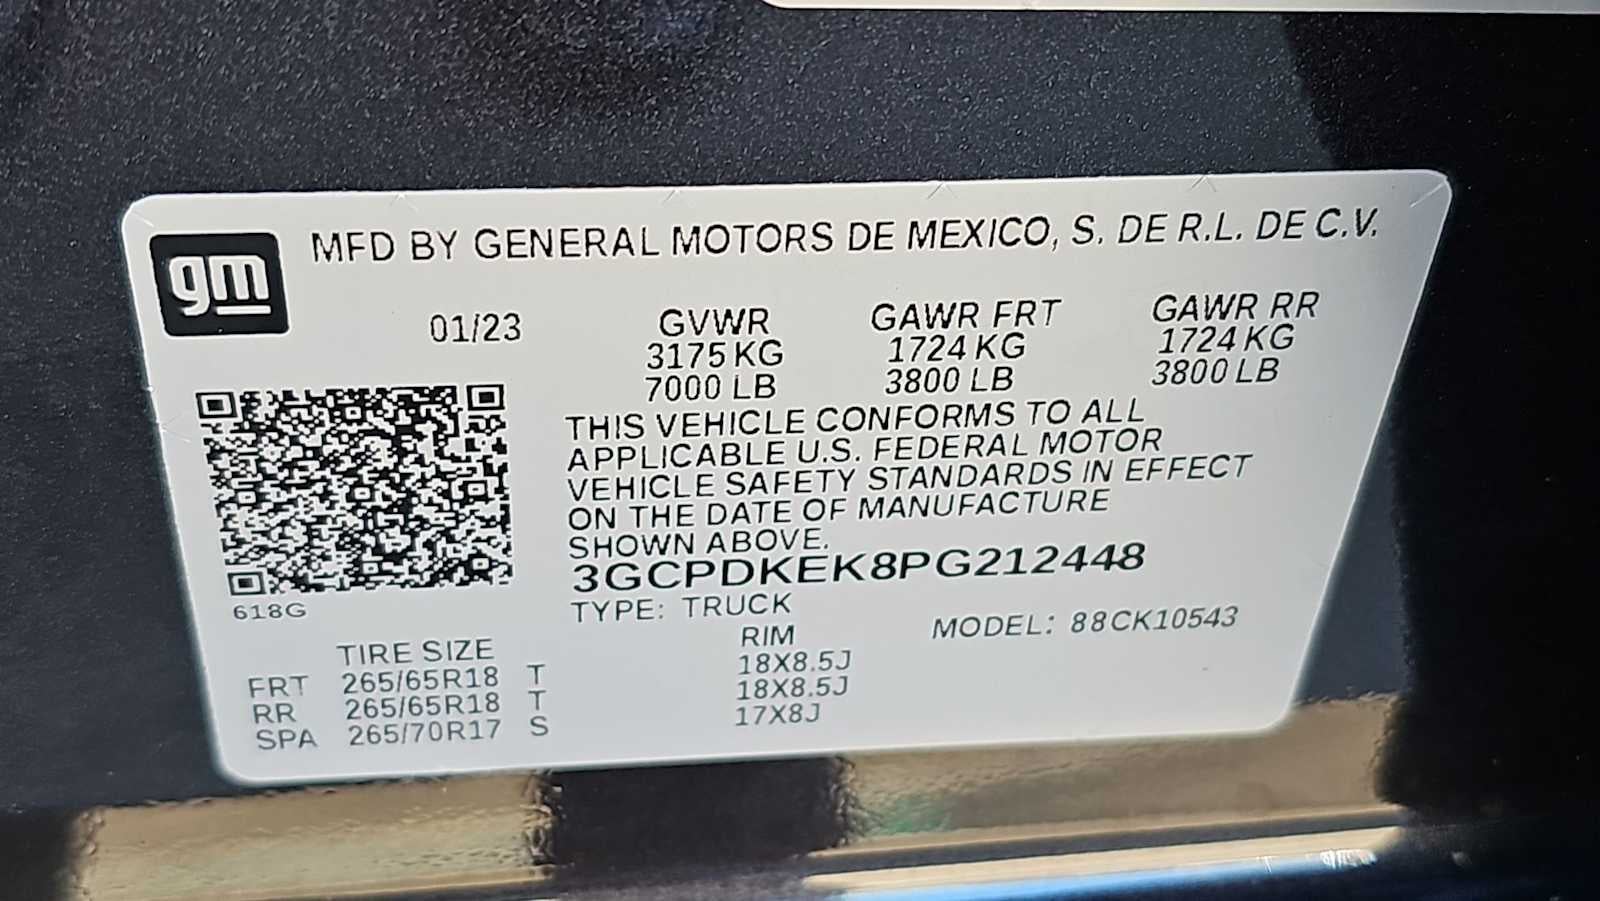 gm
MFD BY GENERAL MOTORS DE MEXICO, S. DE R.L. DE C.V.
01/23 GVWR GAWR FRT GAWR RR
3175 KG 1724 KG 1724 KG
7000 LB 3800 LB 3800 LB
THIS VEHICLE CONFORMS TO ALL
APPLICABLE U.S. FEDERAL MOTOR
VEHICLE SAFETY STANDARDS IN EFFECT
ON THE DATE OF MANUFACTURE
SHOWN ABOVE.
3GCPDKEK8PG212448
618G
TYPE: TRUCK MODEL: 88CK10543
TIRE SIZE RIM
FRT 265/65R18 T 18X8.5J
RR 265/65R18 T 18X8.5J
SPA 265/70R17 S 17X8J